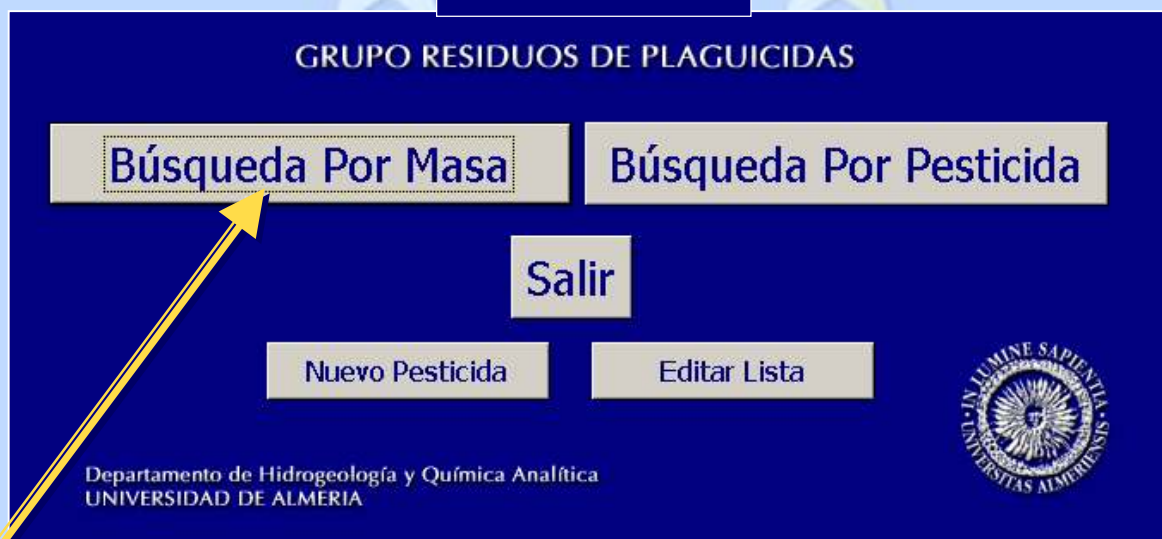 GRUPO RESIDUOS DE PLAGUICIDAS
Búsqueda Por Masa
Búsqueda Por Pesticida
Salir
Nuevo Pesticida
Editar Lista
IN LUMINE SAPIENTIA
UNIVERSITAS ALMERIENSIS
Departamento de Hidrogeología y Química Analítica
UNIVERSIDAD DE ALMERIA